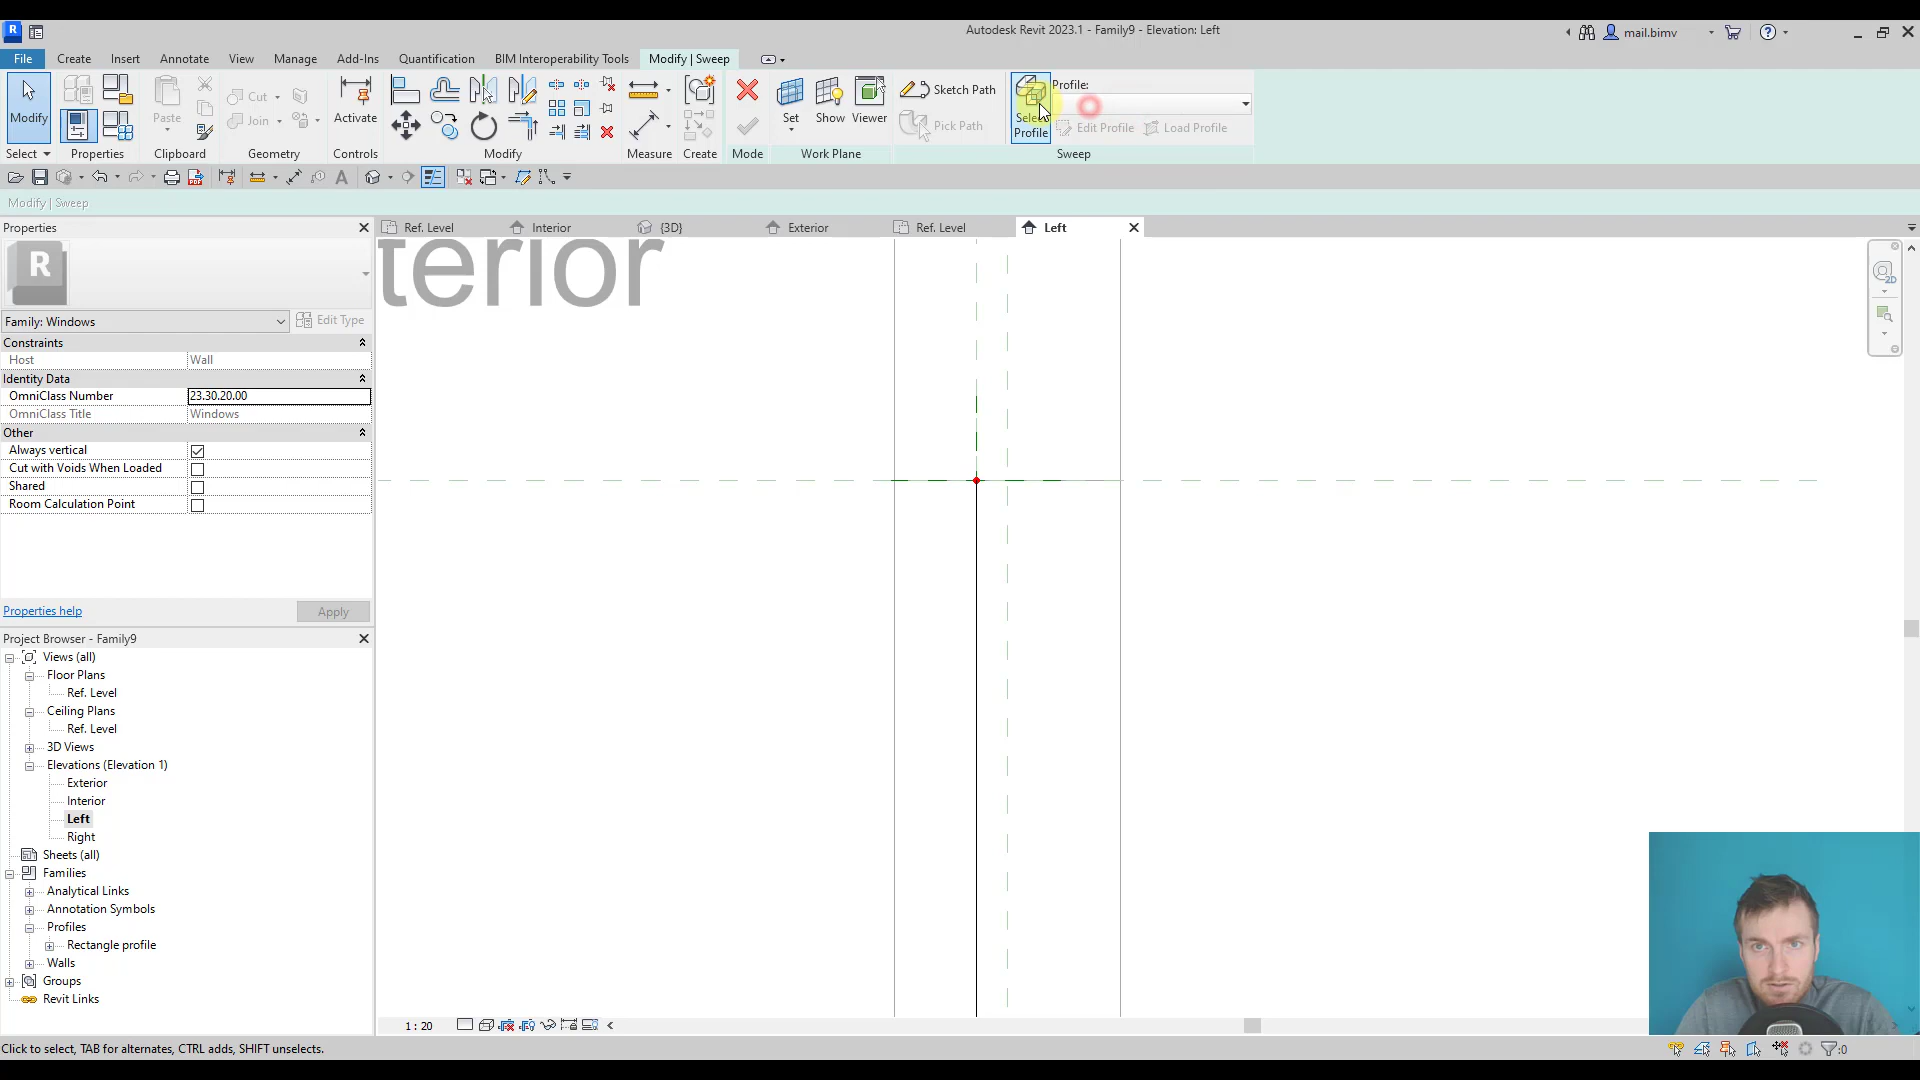 Autodesk Revit 2023.1 - Family9 - Elevation: Left
mail.bimv
File Create Insert Annotate View Manage Add-Ins Quantification BIM Interoperability Tools Modify | Sweep
Modify
Paste
Cut
Join
Activate
Set
Show
Viewer
Sketch Path
Pick Path
Select
Profile
Profile:
Edit Profile
Load Profile
Select Properties Clipboard Geometry Controls Modify Measure Create Mode Work Plane Sweep
Modify | Sweep
Properties
Ref. Level Interior {3D} Exterior Ref. Level Left
R
Family: Windows
Edit Type
Constraints
Host Wall
Identity Data
OmniClass Number 23.30.20.00
OmniClass Title Windows
Other
Always vertical
Cut with Voids When Loaded
Shared
Room Calculation Point
Properties help
Apply
Project Browser - Family9
Views (all)
Floor Plans
Ref. Level
Ceiling Plans
Ref. Level
3D Views
Elevations (Elevation 1)
Exterior
Interior
Left
Right
Sheets (all)
Families
Analytical Links
Annotation Symbols
Profiles
Rectangle profile
Walls
Groups
Revit Links
terior
2D
1 : 20
Click to select, TAB for alternates, CTRL adds, SHIFT unselects.
:0